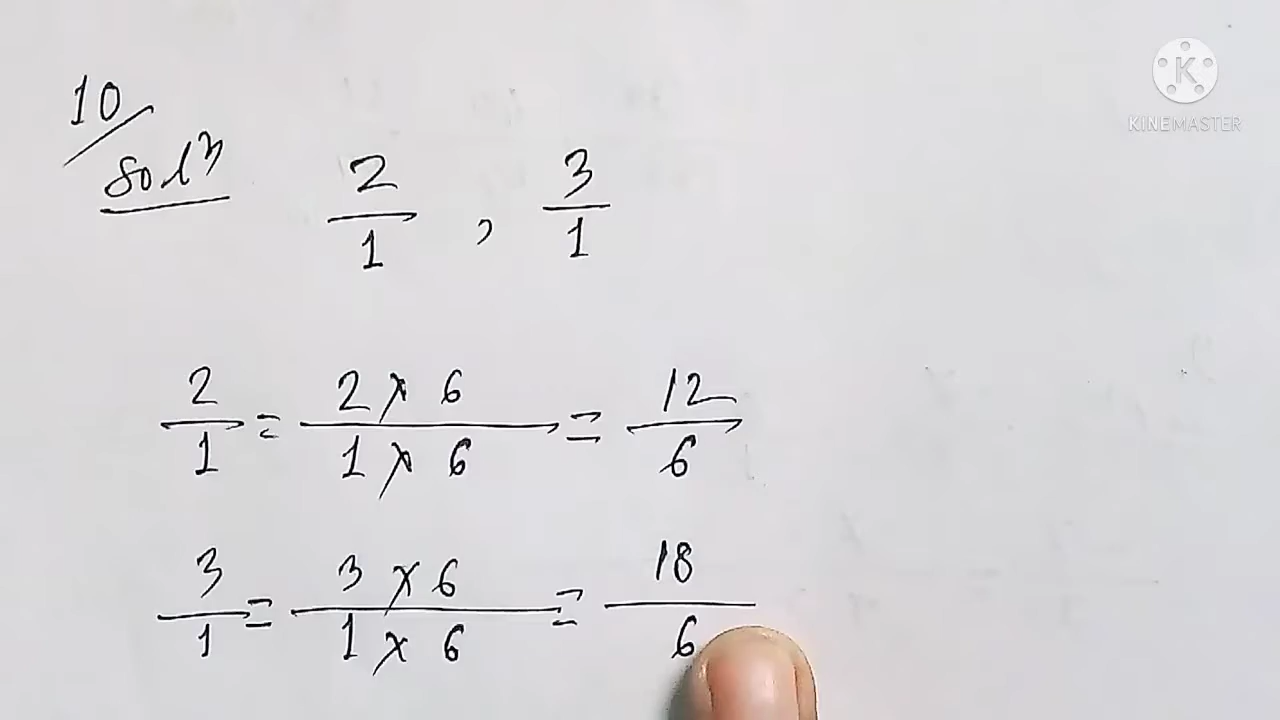 10/
Solⁿ
2/1 , 3/1
2/1 = 2 × 6 / 1 × 6 = 12/6
3/1 = 3 × 6 / 1 × 6 = 18/6
K
KINEMASTER